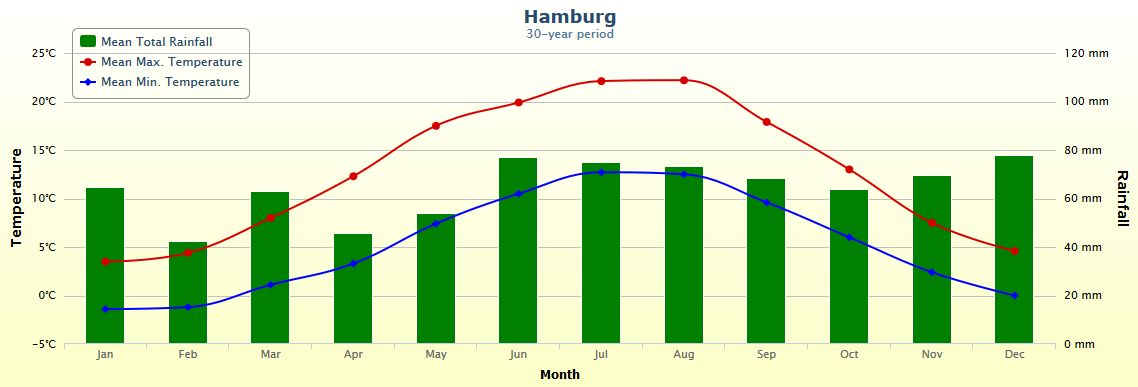 Hamburg
30-year period
Mean Total Rainfall
Mean Max. Temperature
Mean Min. Temperature
25°C
20°C
15°C
10°C
5°C
0°C
-5°C
Temperature
120 mm
100 mm
80 mm
60 mm
40 mm
20 mm
0 mm
Rainfall
Jan Feb Mar Apr May Jun Jul Aug Sep Oct Nov Dec
Month